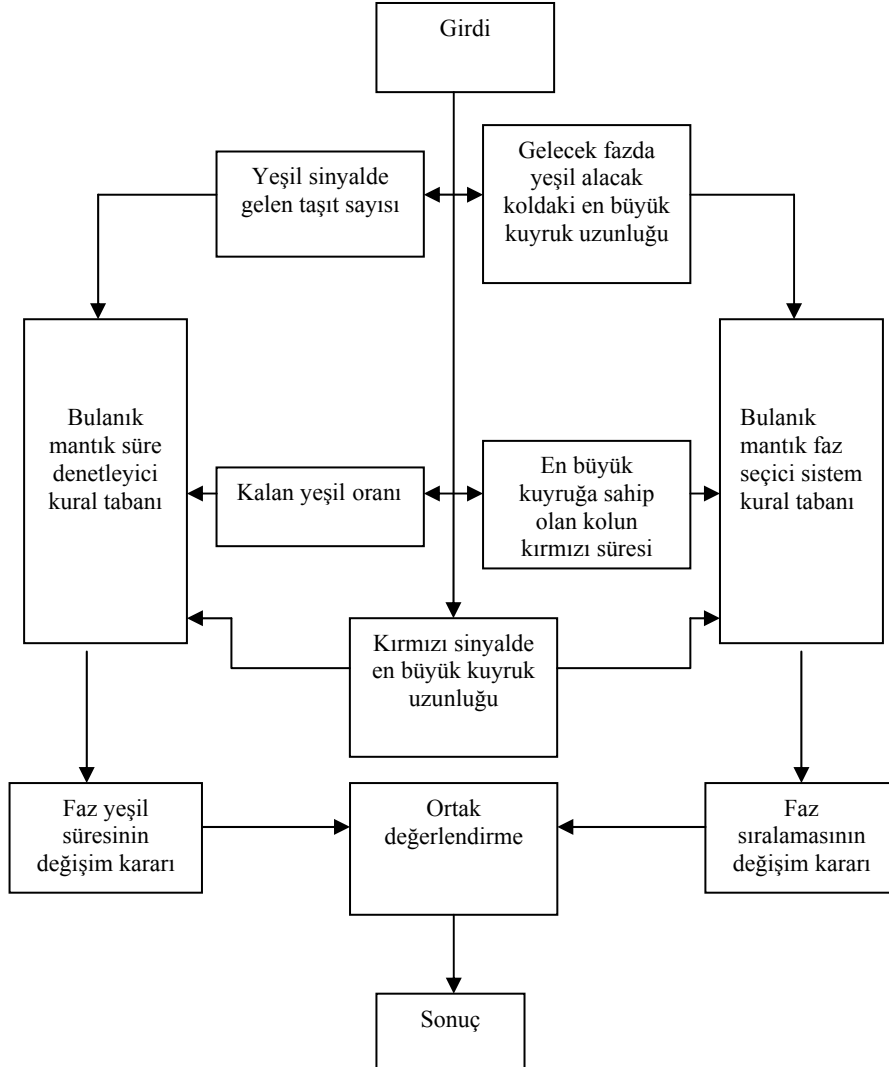 Girdi
Yeşil sinyalde
gelen taşıt sayısı
Gelecek fazda
yeşil alacak
koldaki en büyük
kuyruk uzunluğu
Bulanık
mantık süre
denetleyici
kural tabanı
Kalan yeşil oranı
En büyük
kuyruğa sahip
olan kolun
kırmızı süresi
Bulanık
mantık faz
seçici sistem
kural tabanı
Kırmızı sinyalde
en büyük kuyruk
uzunluğu
Faz yeşil
süresinin
değişim kararı
Ortak
değerlendirme
Faz
sıralamasının
değişim kararı
Sonuç